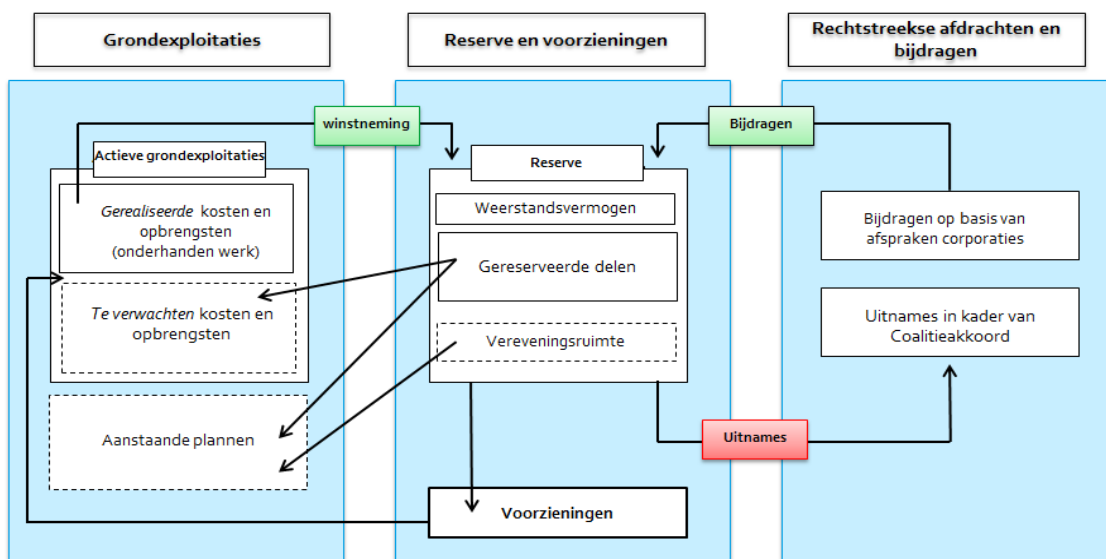 Grondexploitaties
Reserve en voorzieningen
Rechtstreekse afdrachten en
bijdragen
winstneming
Bijdragen
Actieve grondexploitaties
Reserve
Gerealiseerde kosten en
opbrengsten
(onderhanden werk)
Weerstandsvermogen
Bijdragen op basis van
afspraken corporaties
Gereserveerde delen
Te verwachten kosten en
opbrengsten
Uitnames in kader van
Coalitieakkoord
Vereveningsruimte
Aanstaande plannen
Uitnames
Voorzieningen